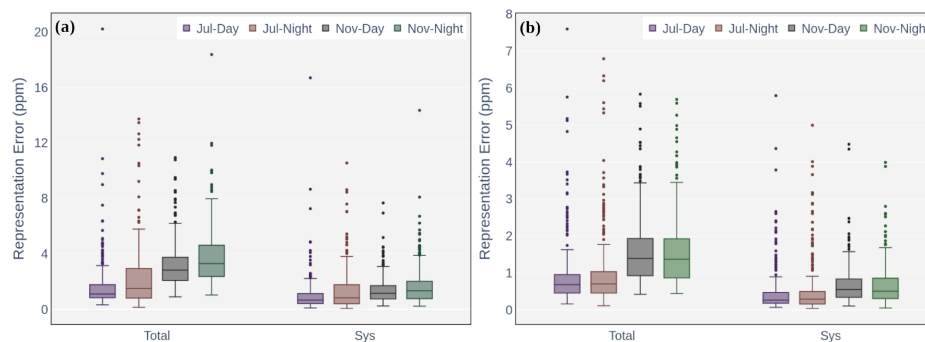 (a) Jul-Day Jul-Night Nov-Day Nov-Night
Representation Error (ppm)
20
16
12
8
4
0
Total Sys
(b) Jul-Day Jul-Night Nov-Day Nov-Night
Representation Error (ppm)
8
7
6
5
4
3
2
1
0
Total Sys